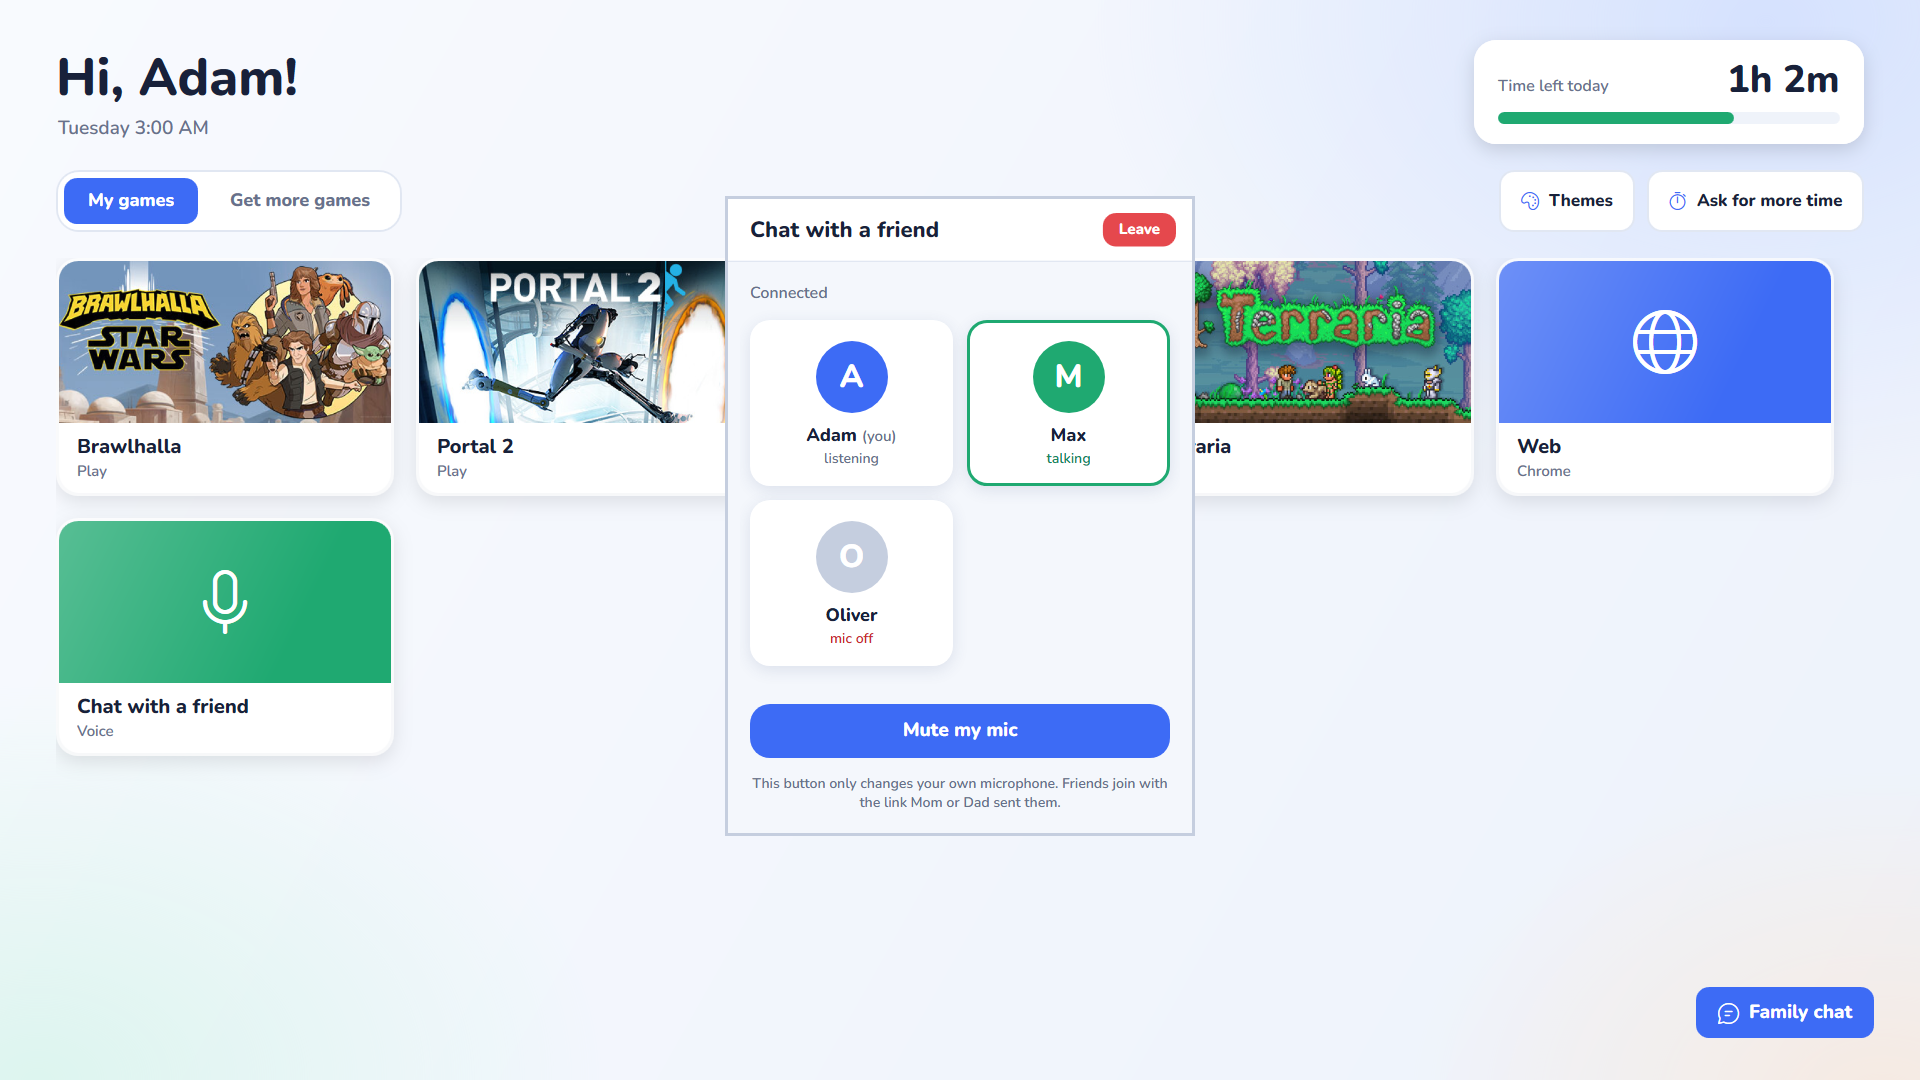 Hi, Adam!
Tuesday 3:00 AM
Time left today
1h 2m
My games
Get more games
Themes
Ask for more time
Chat with a friend
Leave
Connected
A
Adam (you)
listening
M
Max
talking
O
Oliver
mic off
Mute my mic
This button only changes your own microphone. Friends join with
the link Mom or Dad sent them.
BRAWLHALLA
STAR
WARS
Brawlhalla
Play
PORTAL 2
Portal 2
Play
Terraria
raria
Web
Chrome
Chat with a friend
Voice
Family chat